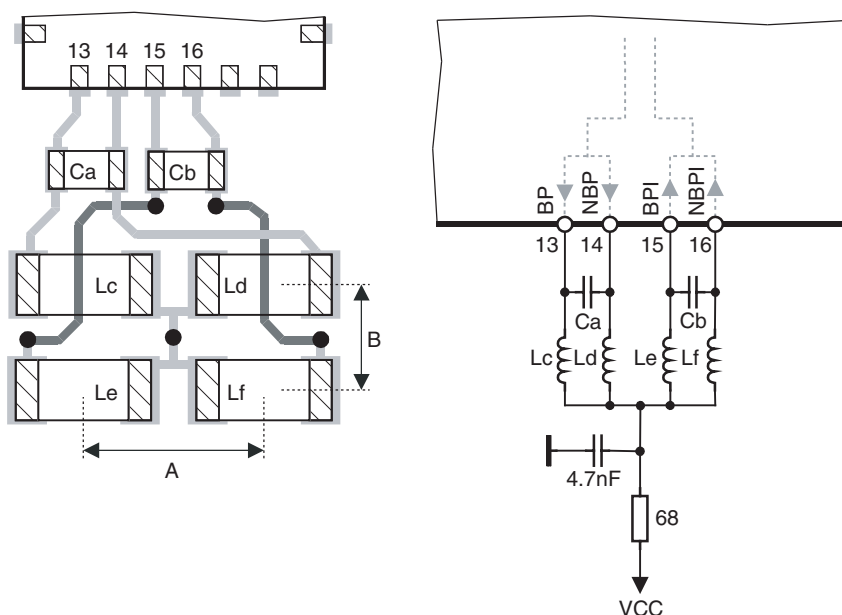 13 14 15 16
Ca Cb
Lc Ld
B
Le Lf
A
BP NBP BPI NBPI
13 14 15 16
Ca Cb
Lc Ld Le Lf
4.7nF
68
VCC